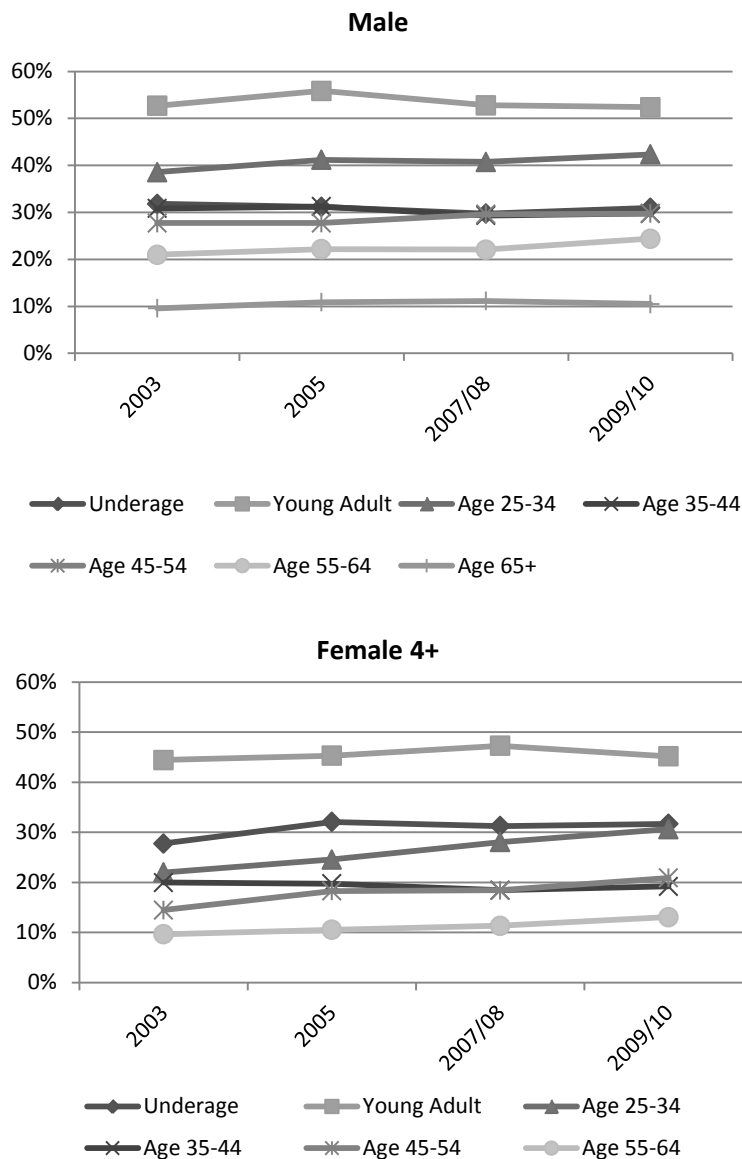 Male
60%
50%
40%
30%
20%
10%
0%
2003 2005 2007/08 2009/10
Underage Young Adult Age 25-34 Age 35-44
Age 45-54 Age 55-64 Age 65+
Female 4+
60%
50%
40%
30%
20%
10%
0%
2003 2005 2007/08 2009/10
Underage Young Adult Age 25-34
Age 35-44 Age 45-54 Age 55-64